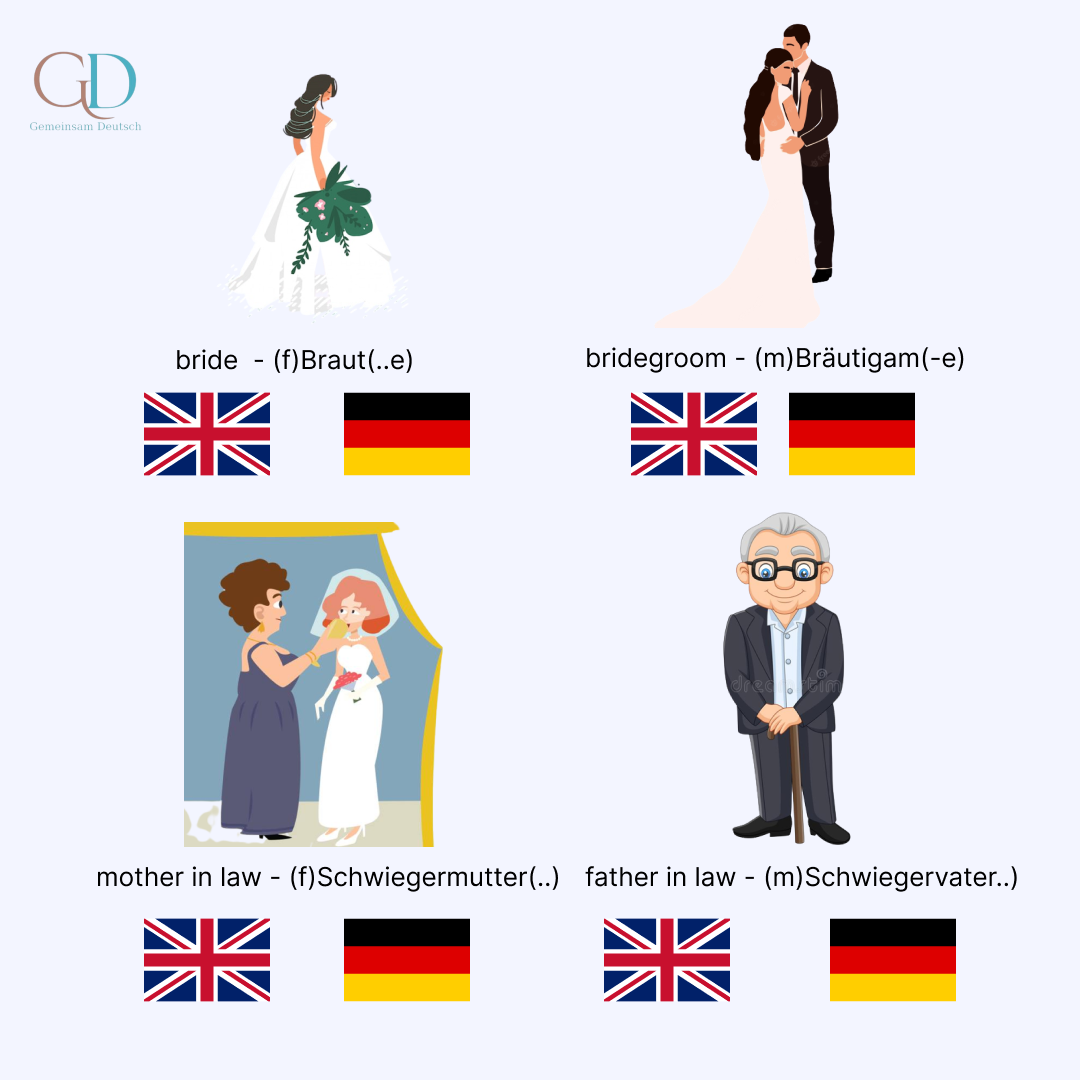 GD
Gemeinsam Deutsch
bride  - (f)Braut(..e)
bridegroom - (m)Bräutigam(-e)
mother in law - (f)Schwiegermutter(..)
father in law - (m)Schwiegervater..)